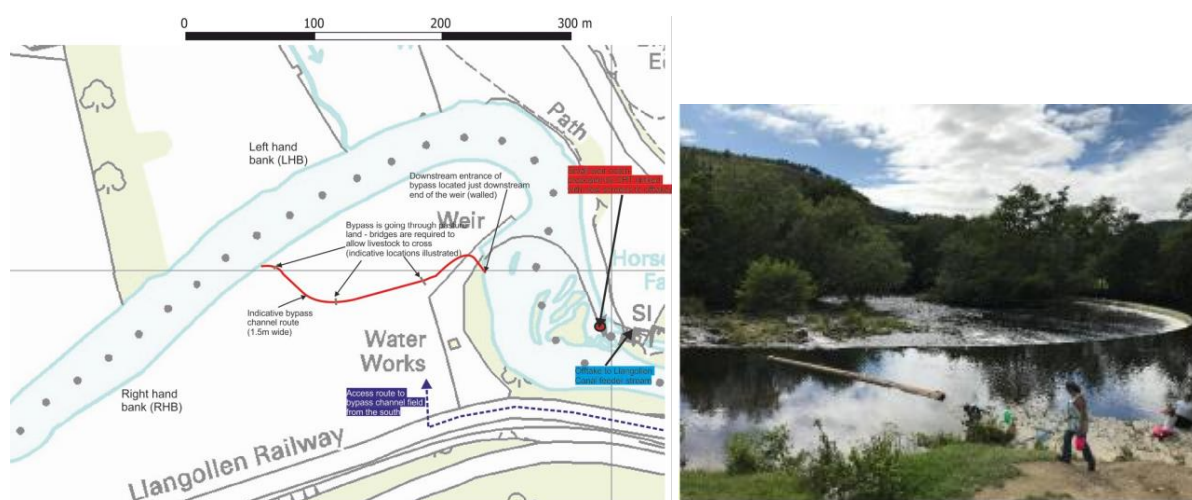 0
100
200
300 m
Left hand
bank (LHB)
Path
Downstream entrance of
bypass located just downstream
end of the weir (walled)
Weir
Bypass is going through
land - bridges are required to
allow livestock to cross
(indicative locations illustrated)
Indicative bypass
channel route
(1.5m wide)
Water
Works
Right hand
bank (RHB)
Access route to
bypass channel field
from the south
Offtake to Llangollen
Canal feeder stream
Horse
Fa
Sl
Llangollen Railway